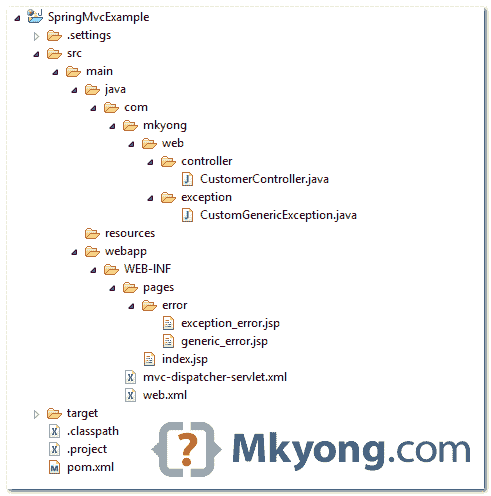 SpringMvcExample
.settings
src
main
java
com
mkyong
web
controller
CustomerController.java
exception
CustomGenericException.java
resources
webapp
WEB-INF
pages
error
exception_error.jsp
generic_error.jsp
index.jsp
mvc-dispatcher-servlet.xml
web.xml
target
.classpath
.project
pom.xml
{?} Mkyong.com